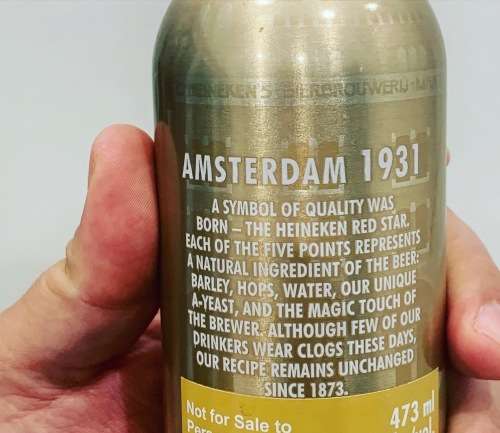 HEINEKEN'S BIERBROUWERIJ
AMSTERDAM 1931
A SYMBOL OF QUALITY WAS
BORN – THE HEINEKEN RED STAR.
EACH OF THE FIVE POINTS REPRESENTS
A NATURAL INGREDIENT OF THE BEER:
BARLEY, HOPS, WATER, OUR UNIQUE
A-YEAST, AND THE MAGIC TOUCH OF
THE BREWER. ALTHOUGH FEW OF OUR
DRINKERS WEAR CLOGS THESE DAYS,
OUR RECIPE REMAINS UNCHANGED
SINCE 1873.
Not for Sale to
473 ml